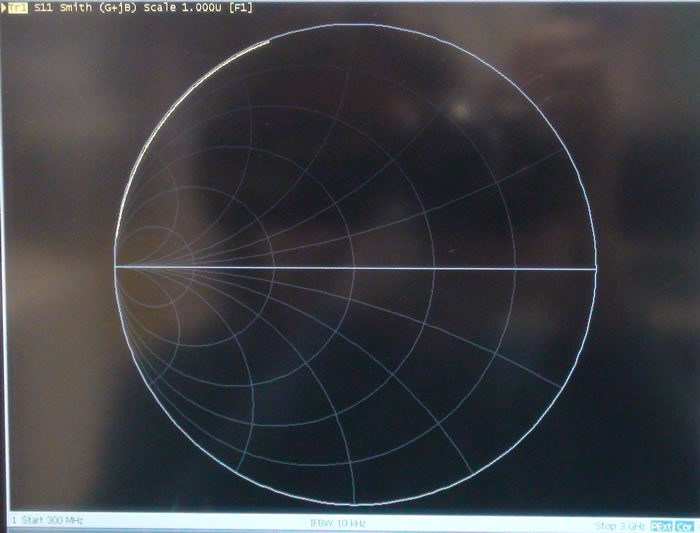 Tr1 S11 Smith (G+jB) Scale 1.000U [F1]
1 Start 300 MHz IFBW 10 kHz Stop 3 GHz PExt Cor